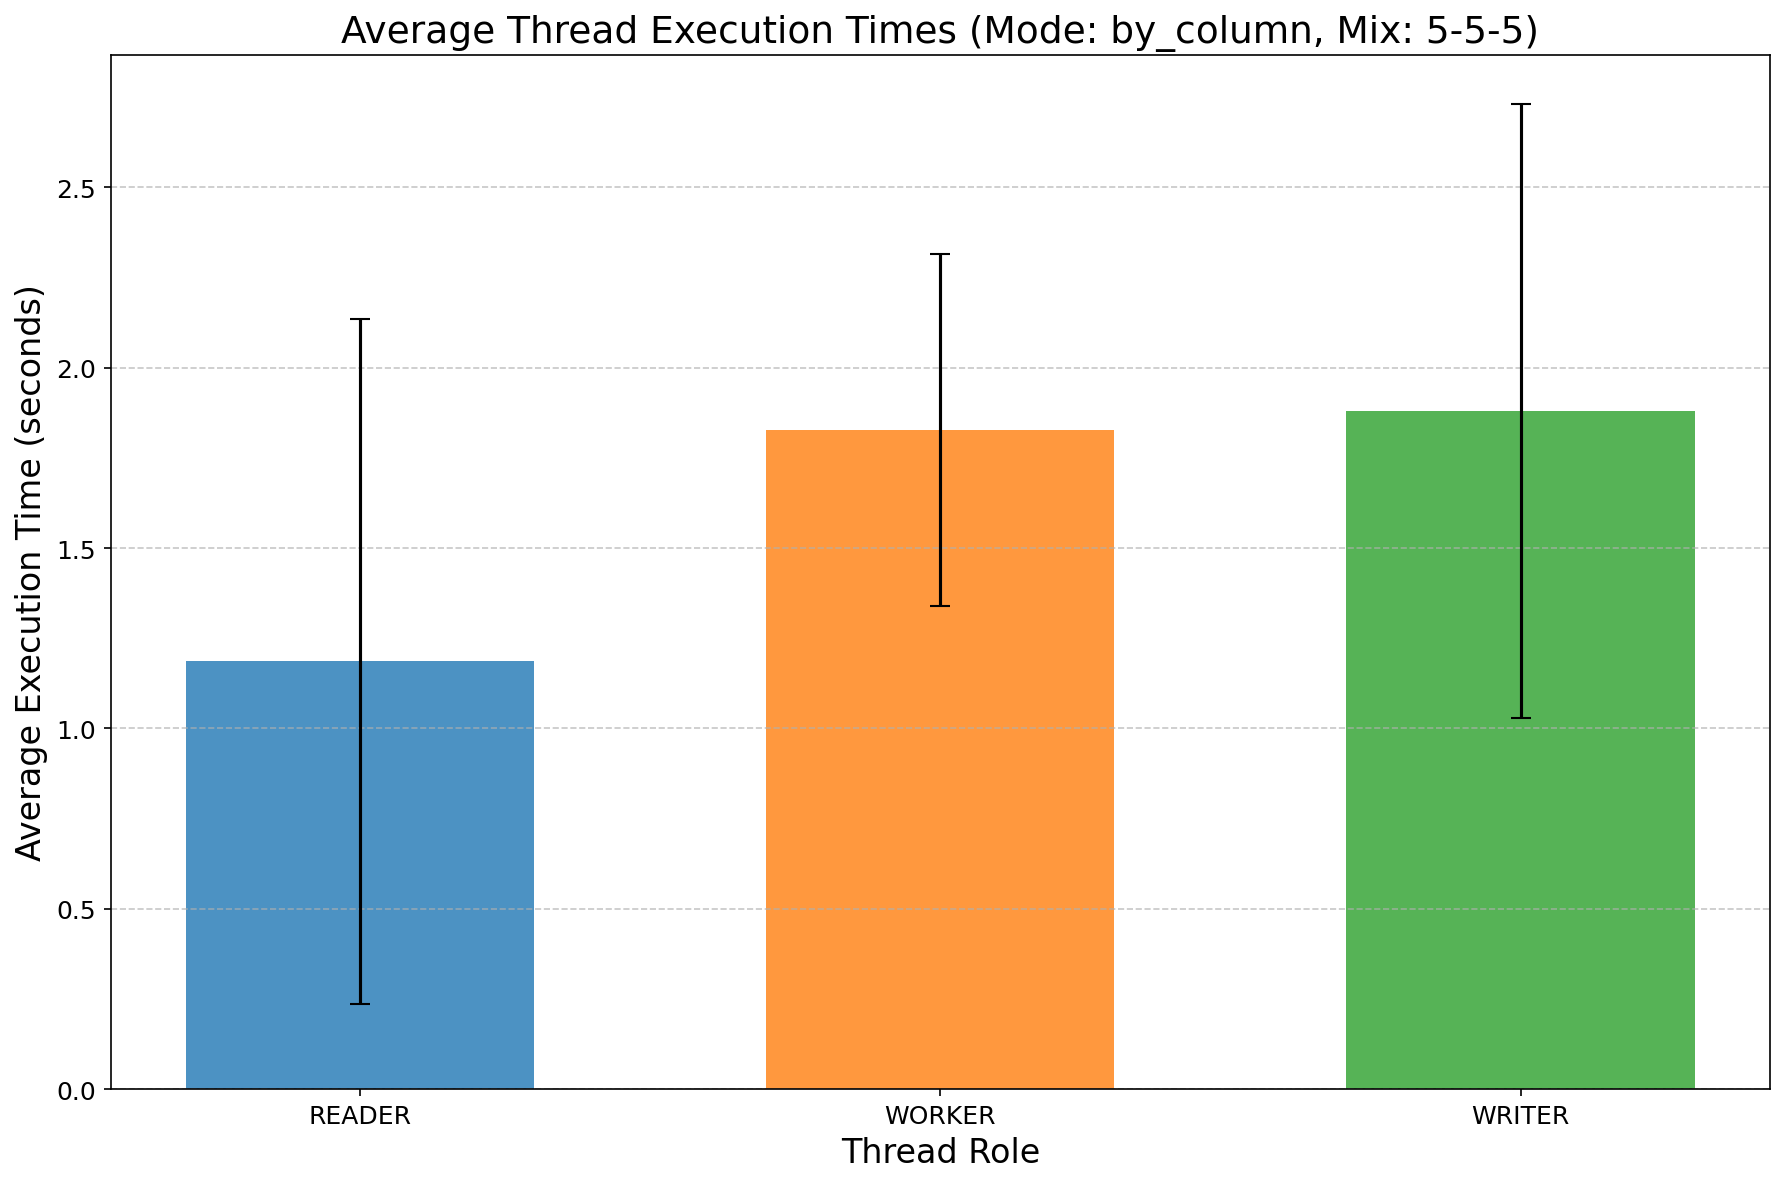 Average Thread Execution Times (Mode: by_column, Mix: 5-5-5)
Average Execution Time (seconds)
2.5
2.0
1.5
1.0
0.5
0.0
READER WORKER WRITER
Thread Role